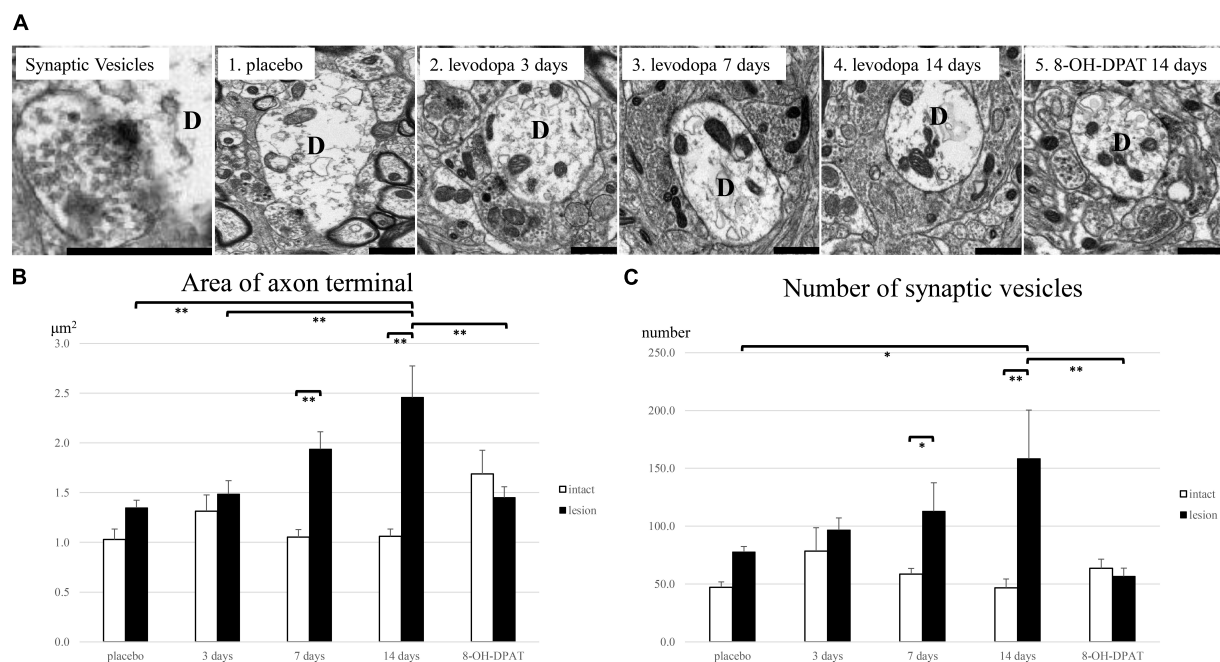 A
Synaptic Vesicles
D
1. placebo
D
2. levodopa 3 days
D
3. levodopa 7 days
D
4. levodopa 14 days
D
5. 8-OH-DPAT 14 days
D
B
Area of axon terminal
μm²
**
**
**
**
**
3.0
2.5
2.0
1.5
1.0
0.5
0.0
placebo
3 days
7 days
14 days
8-OH-DPAT
intact
lesion
C
Number of synaptic vesicles
number
*
**
**
*
250.0
200.0
150.0
100.0
50.0
0.0
placebo
3 days
7 days
14 days
8-OH-DPAT
intact
lesion